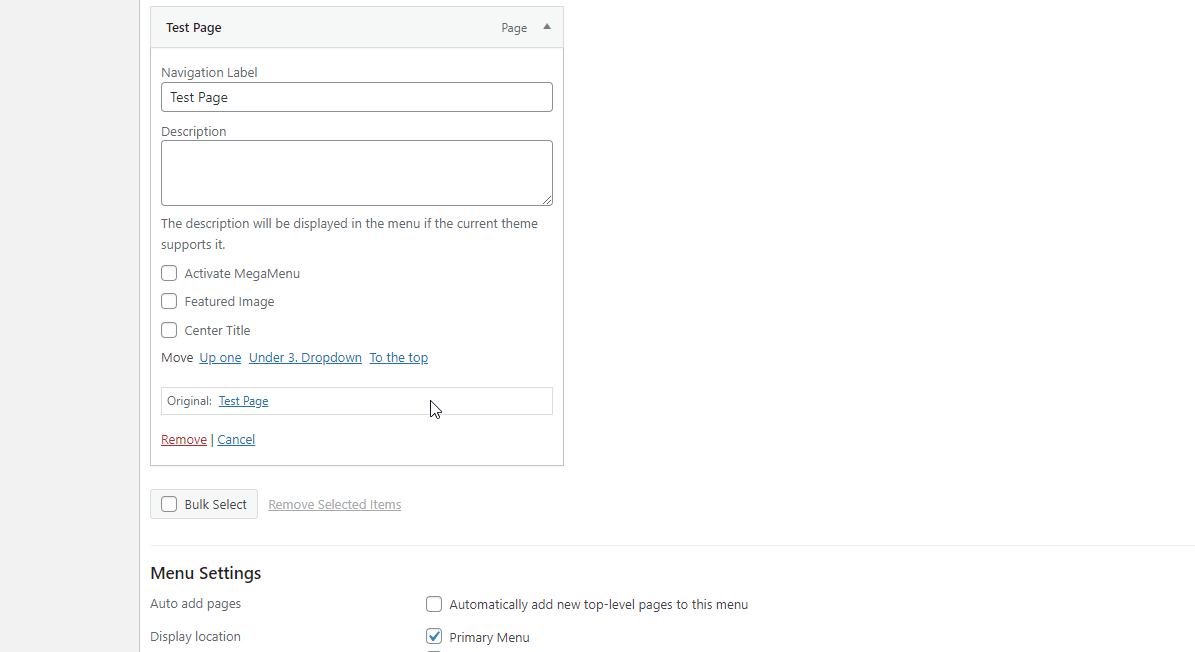 Test Page Page
Navigation Label
Test Page
Description
The description will be displayed in the menu if the current theme
supports it.
Activate MegaMenu
Featured Image
Center Title
Move Up one Under 3. Dropdown To the top
Original: Test Page
Remove | Cancel
Bulk Select Remove Selected Items
Menu Settings
Auto add pages Automatically add new top-level pages to this menu
Display location Primary Menu